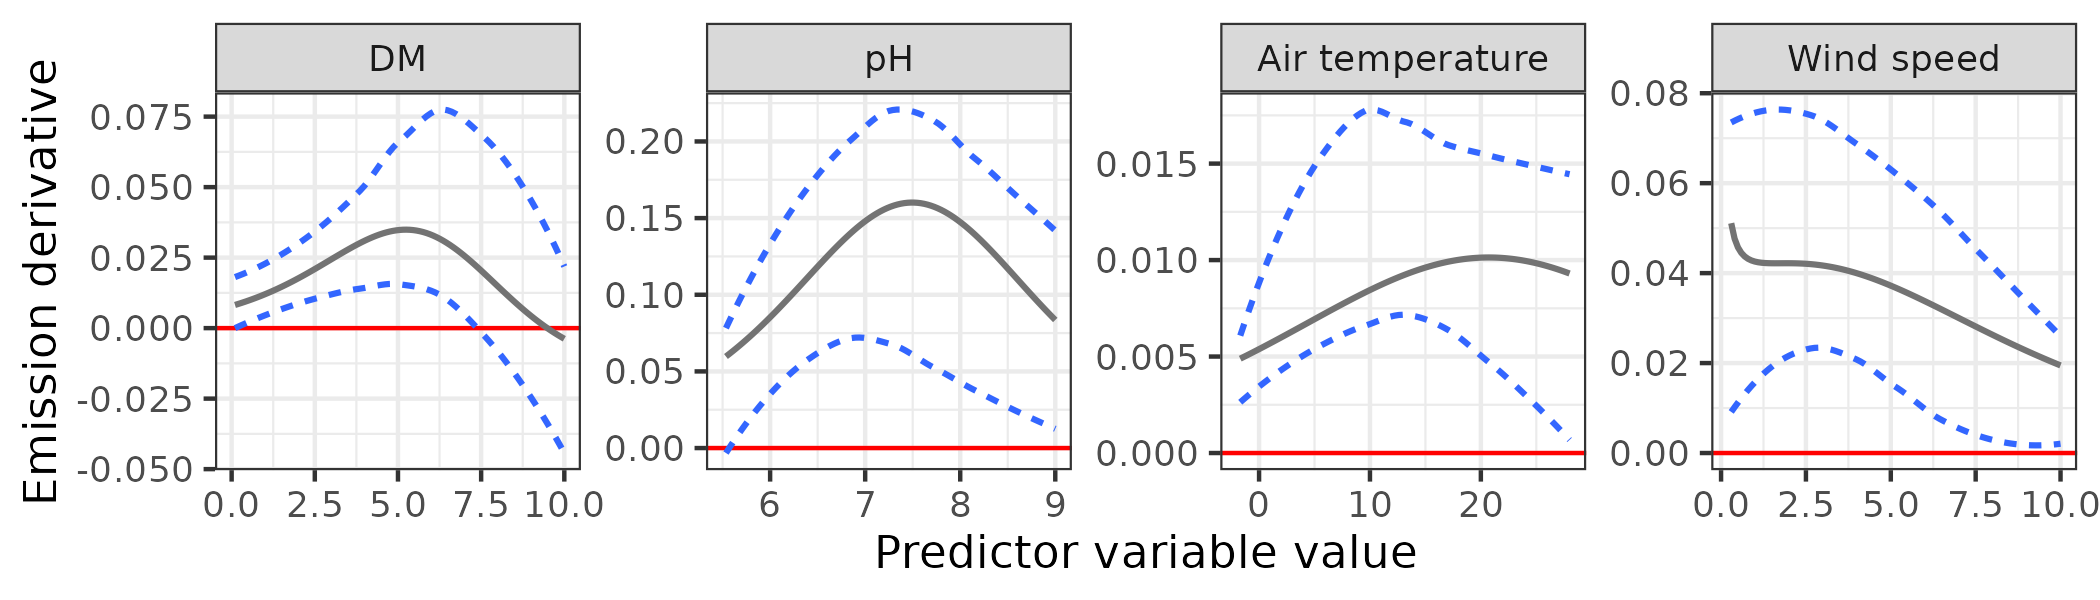 DM
pH
Air temperature
Wind speed
Emission derivative
0.075
0.050
0.025
0.000
-0.025
-0.050
0.0 2.5 5.0 7.5 10.0
0.20
0.15
0.10
0.05
0.00
6 7 8 9
0.015
0.010
0.005
0.000
0 10 20
0.08
0.06
0.04
0.02
0.00
0.0 2.5 5.0 7.5 10.0
Predictor variable value